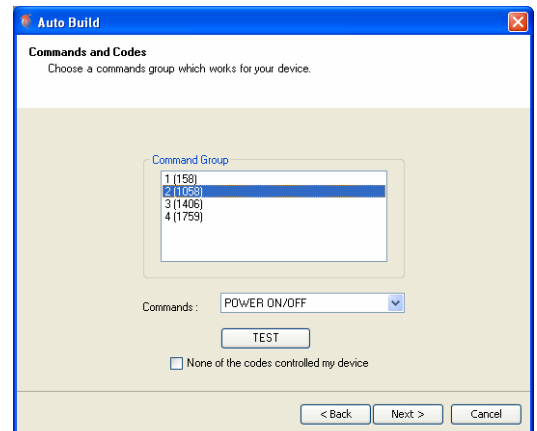 Auto Build
Commands and Codes
Choose a commands group which works for your device.
Command Group
1 (158)
2 (1058)
3 (1406)
4 (1759)
Commands : POWER ON/OFF
TEST
None of the codes controlled my device
< Back Next > Cancel